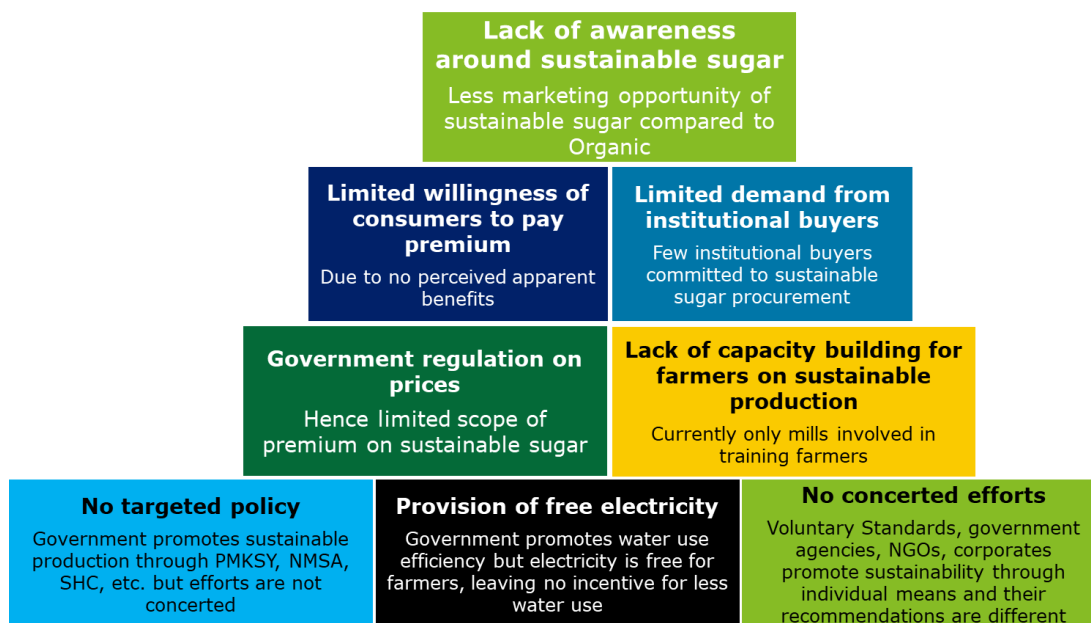 Lack of awareness
around sustainable sugar
Less marketing opportunity of
sustainable sugar compared to
Organic
Limited willingness of
consumers to pay
premium
Due to no perceived apparent
benefits
Limited demand from
institutional buyers
Few institutional buyers
committed to sustainable
sugar procurement
Government regulation on
prices
Hence limited scope of
premium on sustainable sugar
Lack of capacity building for
farmers on sustainable
production
Currently only mills involved in
training farmers
No targeted policy
Government promotes sustainable
production through PMKSY, NMSA,
SHC, etc. but efforts are not
concerted
Provision of free electricity
Government promotes water use
efficiency but electricity is free for
farmers, leaving no incentive for less
water use
No concerted efforts
Voluntary Standards, government
agencies, NGOs, corporates
promote sustainability through
individual means and their
recommendations are different